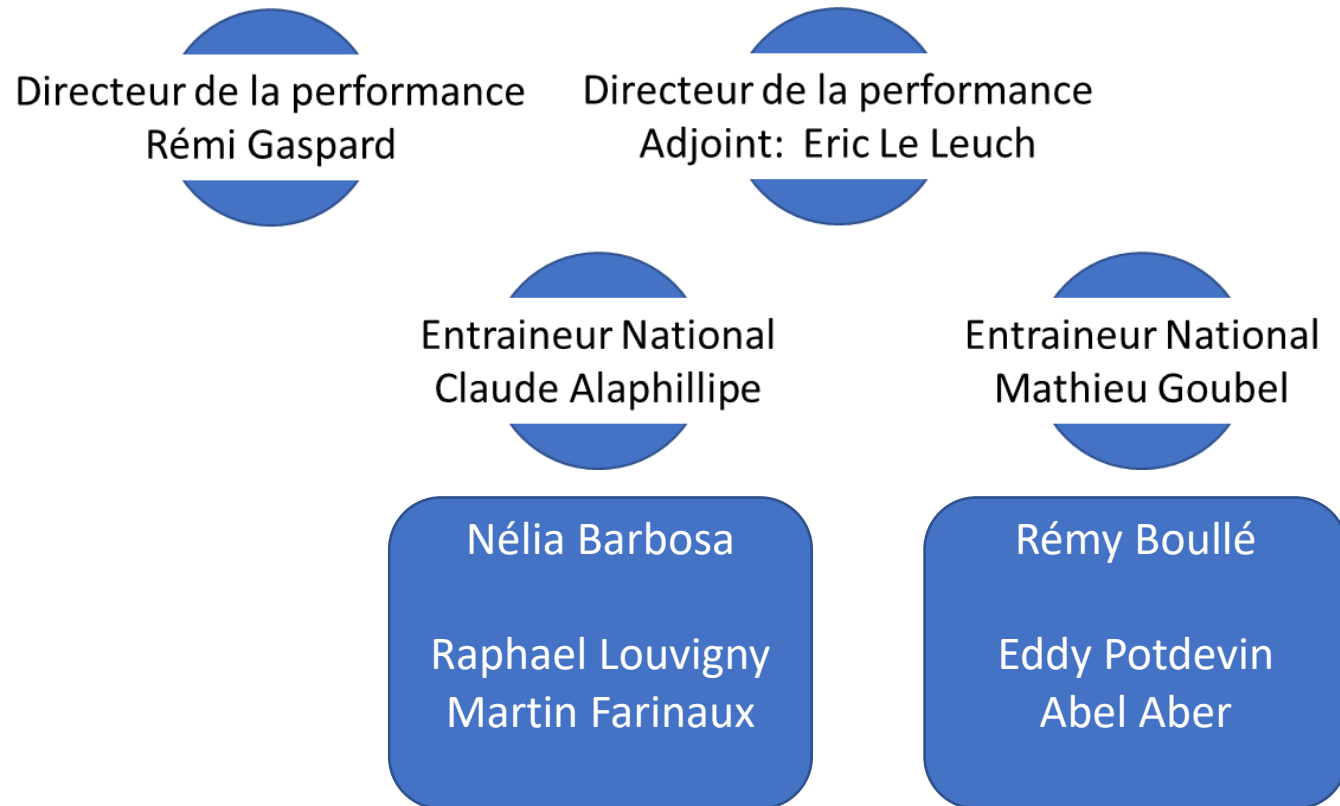 Directeur de la performance
Rémi Gaspard
Directeur de la performance
Adjoint: Eric Le Leuch
Entraineur National
Claude Alaphillipe
Entraineur National
Mathieu Goubel
Nélia Barbosa
Raphael Louvigny
Martin Farinaux
Rémy Boullé
Eddy Potdevin
Abel Aber